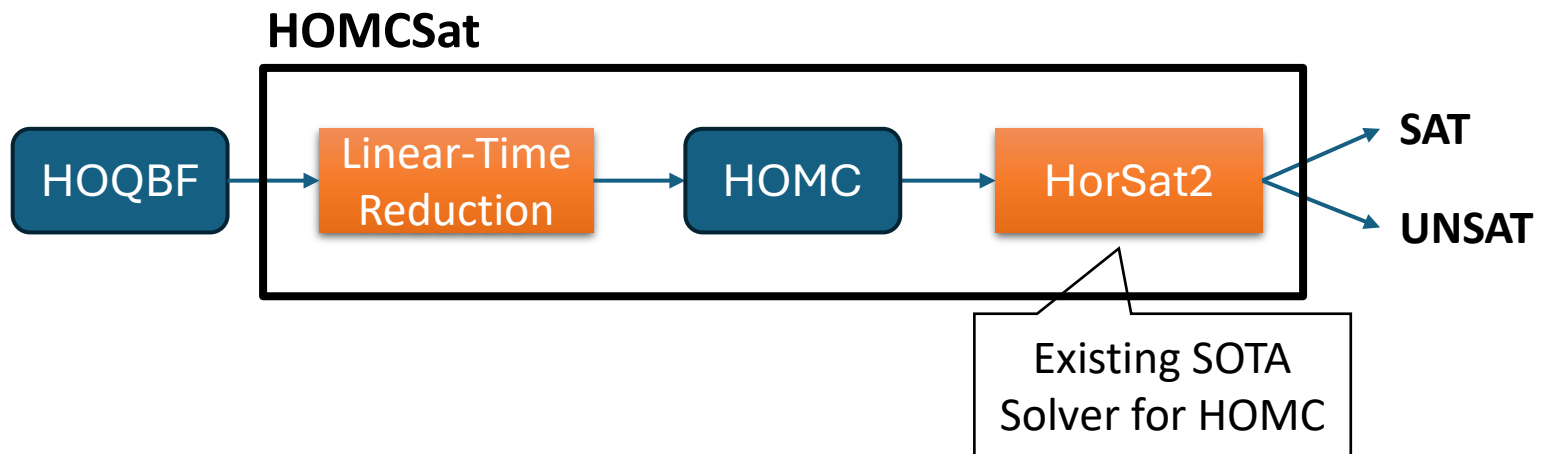 HOMCSat
HOQBF
Linear-Time
Reduction
HOMC
HorSat2
SAT
UNSAT
Existing SOTA
Solver for HOMC